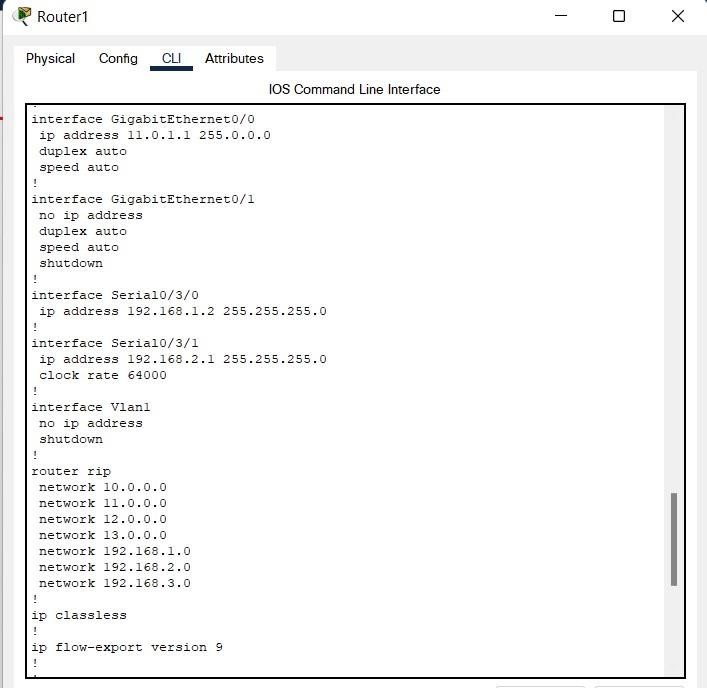 Router1
Physical Config CLI Attributes
IOS Command Line Interface
!
interface GigabitEthernet0/0
 ip address 11.0.1.1 255.0.0.0
 duplex auto
 speed auto
!
interface GigabitEthernet0/1
 no ip address
 duplex auto
 speed auto
 shutdown
!
interface Serial0/3/0
 ip address 192.168.1.2 255.255.255.0
!
interface Serial0/3/1
 ip address 192.168.2.1 255.255.255.0
 clock rate 64000
!
interface Vlan1
 no ip address
 shutdown
!
router rip
 network 10.0.0.0
 network 11.0.0.0
 network 12.0.0.0
 network 13.0.0.0
 network 192.168.1.0
 network 192.168.2.0
 network 192.168.3.0
!
ip classless
!
ip flow-export version 9
!
!